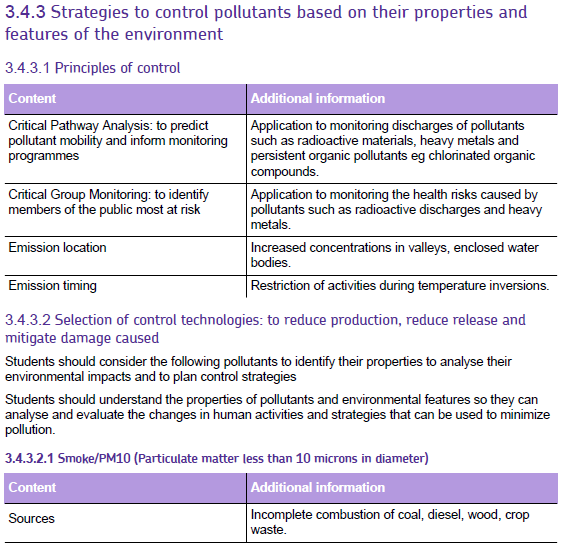 3.4.3 Strategies to control pollutants based on their properties and
features of the environment
3.4.3.1 Principles of control
Content
Additional information
Critical Pathway Analysis: to predict
pollutant mobility and inform monitoring
programmes
Application to monitoring discharges of pollutants
such as radioactive materials, heavy metals and
persistent organic pollutants eg chlorinated organic
compounds.
Critical Group Monitoring: to identify
members of the public most at risk
Application to monitoring the health risks caused by
pollutants such as radioactive discharges and heavy
metals.
Emission location
Increased concentrations in valleys, enclosed water
bodies.
Emission timing
Restriction of activities during temperature inversions.
3.4.3.2 Selection of control technologies: to reduce production, reduce release and
mitigate damage caused
Students should consider the following pollutants to identify their properties to analyse their
environmental impacts and to plan control strategies
Students should understand the properties of pollutants and environmental features so they can
analyse and evaluate the changes in human activities and strategies that can be used to minimize
pollution.
3.4.3.2.1 Smoke/PM10 (Particulate matter less than 10 microns in diameter)
Content
Additional information
Sources
Incomplete combustion of coal, diesel, wood, crop
waste.